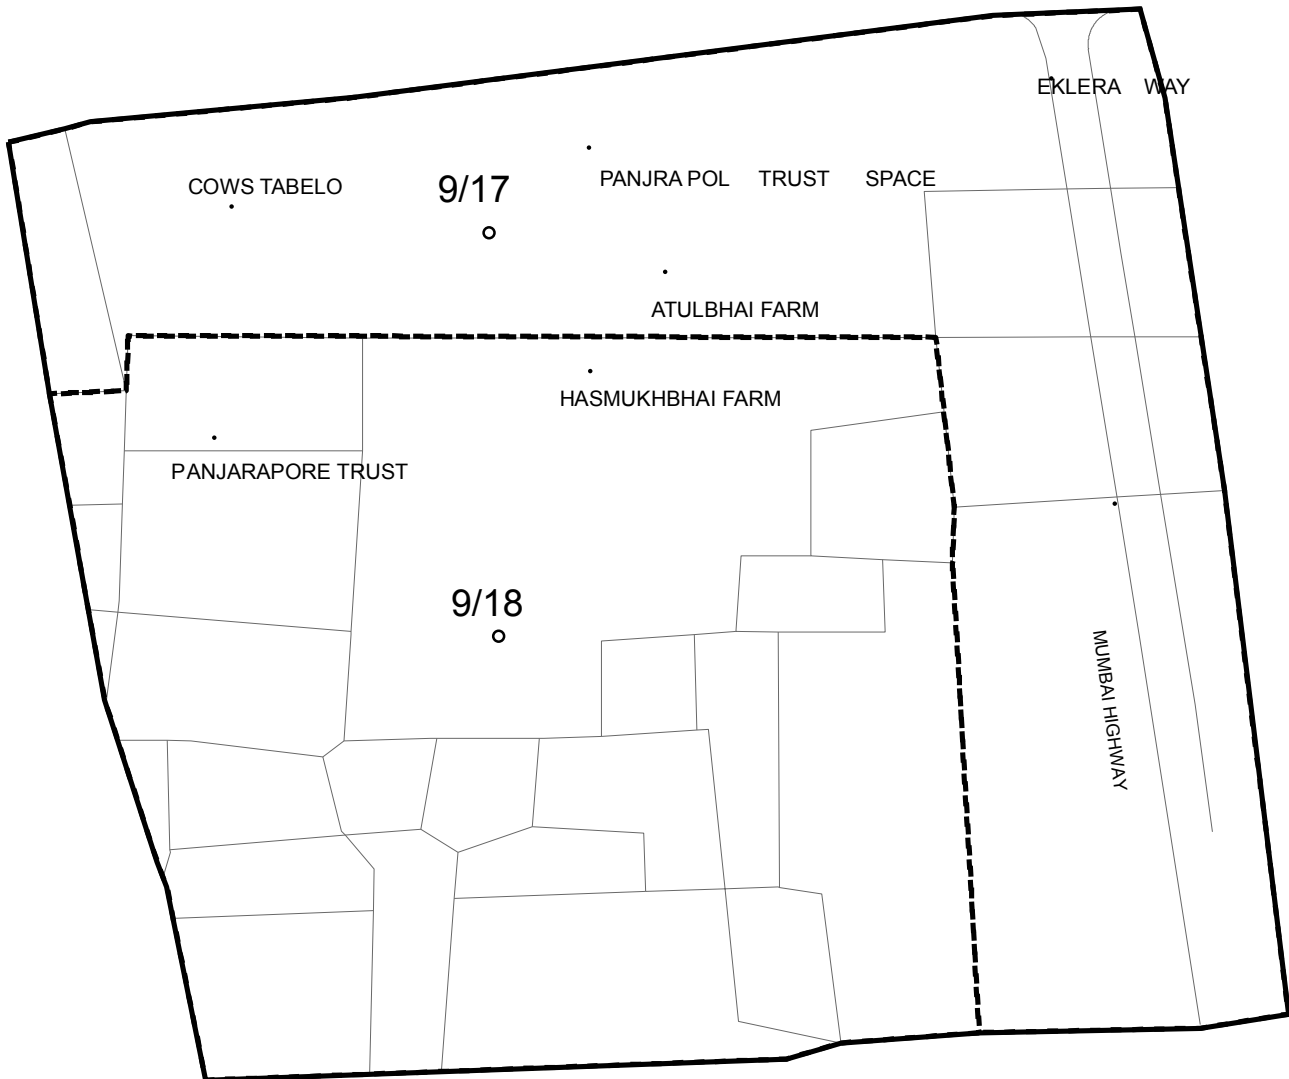 EKLERA WAY
COWS TABELO
9/17
PANJRA POL TRUST SPACE
ATULBHAI FARM
HASMUKHBHAI FARM
PANJARAPORE TRUST
9/18
MUMBAI HIGHWAY